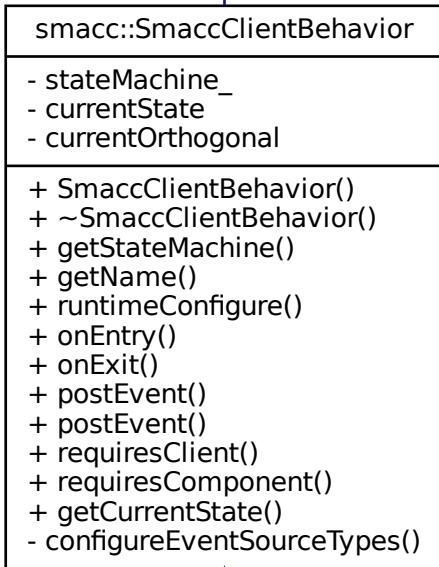 smacc::SmaccClientBehavior
- stateMachine_
- currentState
- currentOrthogonal
+ SmaccClientBehavior()
+ ~SmaccClientBehavior()
+ getStateMachine()
+ getName()
+ runtimeConfigure()
+ onEntry()
+ onExit()
+ postEvent()
+ postEvent()
+ requiresClient()
+ requiresComponent()
+ getCurrentState()
- configureEventSourceTypes()